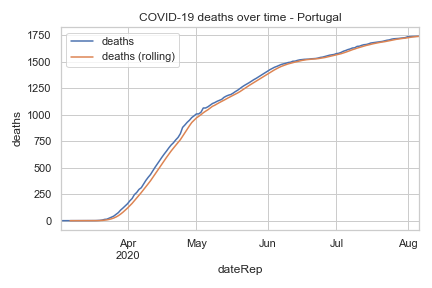 COVID-19 deaths over time - Portugal
deaths
deaths (rolling)
1750
1500
1250
1000
750
500
250
0
deaths
Apr
2020
May
Jun
Jul
Aug
dateRep